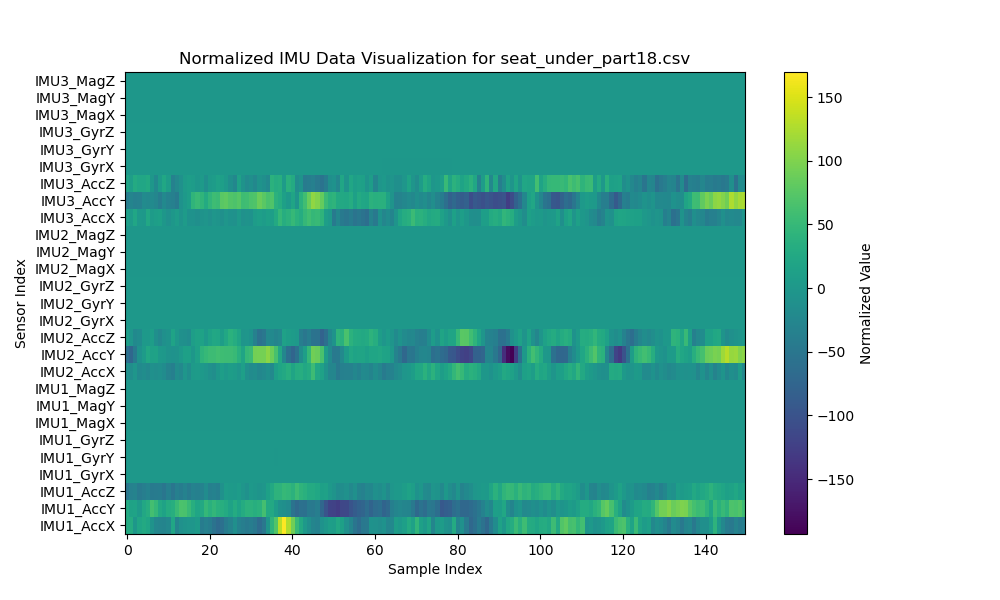 Normalized IMU Data Visualization for seat_under_part18.csv
IMU3_MagZ
IMU3_MagY
IMU3_MagX
IMU3_GyrZ
IMU3_GyrY
IMU3_GyrX
IMU3_AccZ
IMU3_AccY
IMU3_AccX
IMU2_MagZ
IMU2_MagY
IMU2_MagX
IMU2_GyrZ
IMU2_GyrY
IMU2_GyrX
IMU2_AccZ
IMU2_AccY
IMU2_AccX
IMU1_MagZ
IMU1_MagY
IMU1_MagX
IMU1_GyrZ
IMU1_GyrY
IMU1_GyrX
IMU1_AccZ
IMU1_AccY
IMU1_AccX
Sensor Index
0 20 40 60 80 100 120 140
Sample Index
150
100
50
0
−50
−100
−150
Normalized Value